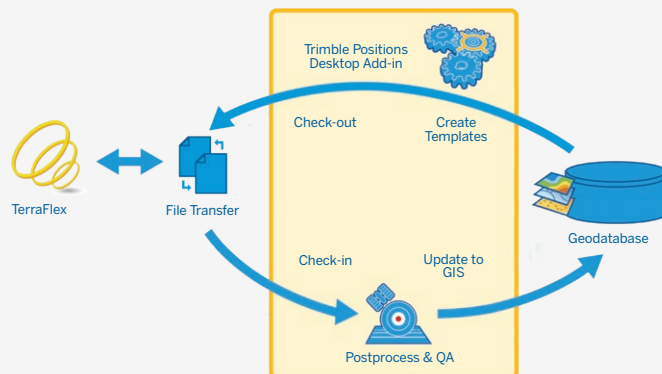 Trimble Positions
Desktop Add-in
Check-out
Create
Templates
TerraFlex
File Transfer
Geodatabase
Check-in
Update to
GIS
Postprocess & QA